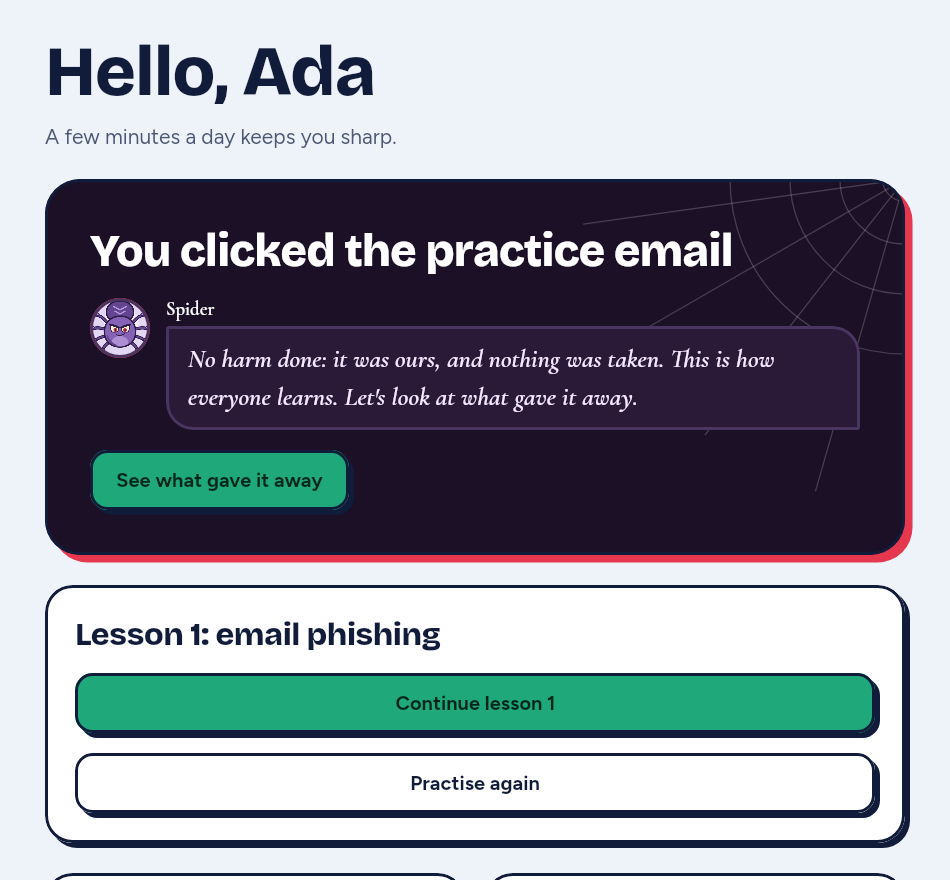 Hello, Ada
A few minutes a day keeps you sharp.
You clicked the practice email
Spider
No harm done: it was ours, and nothing was taken. This is how
everyone learns. Let's look at what gave it away.
See what gave it away
Lesson 1: email phishing
Continue lesson 1
Practise again